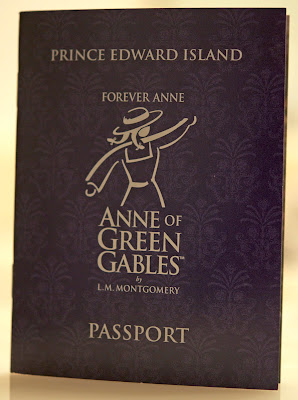 PRINCE EDWARD ISLAND
FOREVER ANNE
ANNE OF
GREEN
GABLES™
by
L.M. MONTGOMERY
PASSPORT